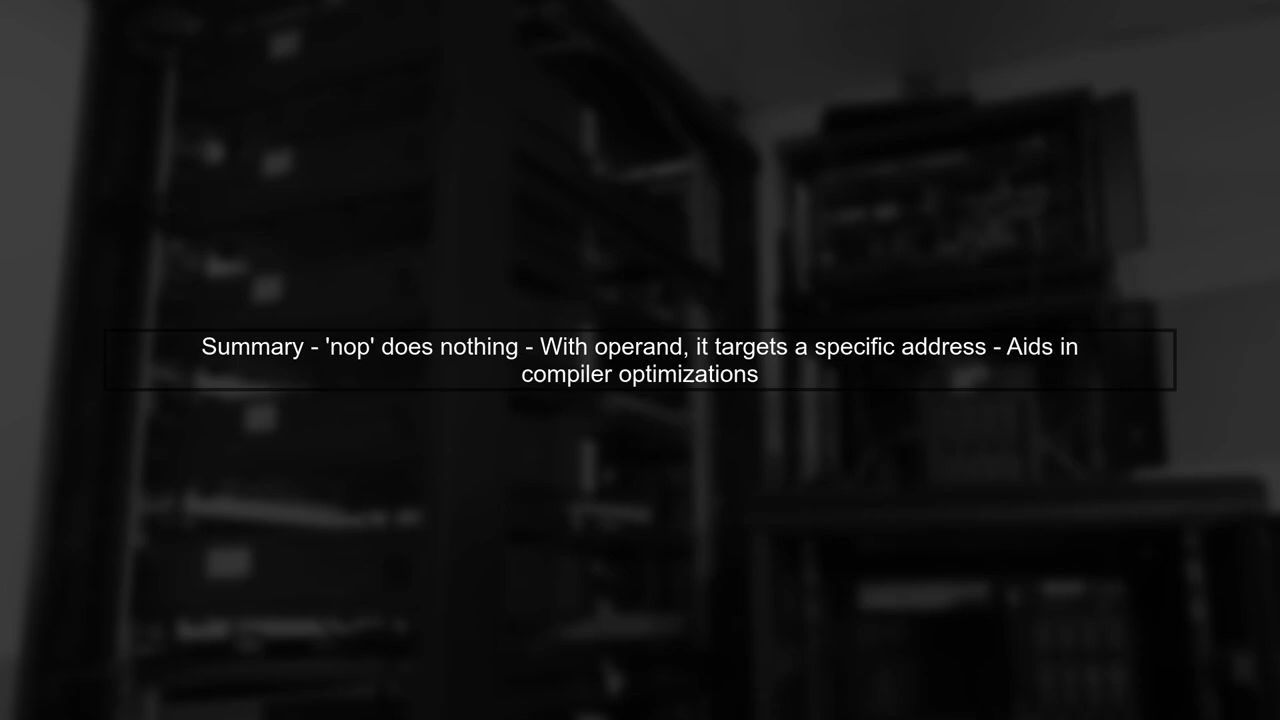 Summary - 'nop' does nothing - With operand, it targets a specific address - Aids in
compiler optimizations